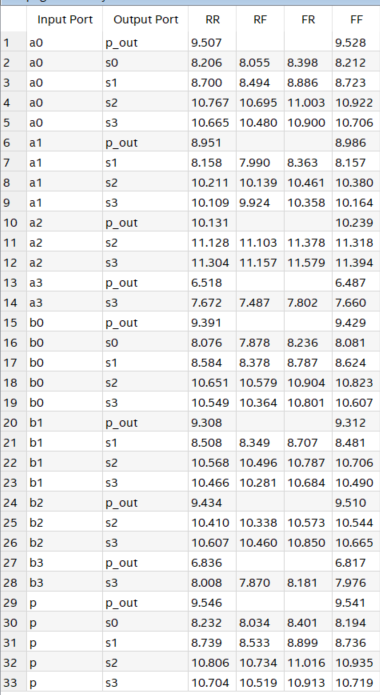 Input Port Output Port RR RF FR FF
1 a0 p_out 9.507 9.528
2 a0 s0 8.206 8.055 8.398 8.212
3 a0 s1 8.700 8.494 8.886 8.723
4 a0 s2 10.767 10.695 11.003 10.922
5 a0 s3 10.665 10.480 10.900 10.706
6 a1 p_out 8.951 8.986
7 a1 s1 8.158 7.990 8.363 8.157
8 a1 s2 10.211 10.139 10.461 10.380
9 a1 s3 10.109 9.924 10.358 10.164
10 a2 p_out 10.131 10.239
11 a2 s2 11.128 11.103 11.378 11.318
12 a2 s3 11.304 11.157 11.579 11.394
13 a3 p_out 6.518 6.487
14 a3 s3 7.672 7.487 7.802 7.660
15 b0 p_out 9.391 9.429
16 b0 s0 8.076 7.878 8.236 8.081
17 b0 s1 8.584 8.378 8.787 8.624
18 b0 s2 10.651 10.579 10.904 10.823
19 b0 s3 10.549 10.364 10.801 10.607
20 b1 p_out 9.308 9.312
21 b1 s1 8.508 8.349 8.707 8.481
22 b1 s2 10.568 10.496 10.787 10.706
23 b1 s3 10.466 10.281 10.684 10.490
24 b2 p_out 9.434 9.510
25 b2 s2 10.410 10.338 10.573 10.544
26 b2 s3 10.607 10.460 10.850 10.665
27 b3 p_out 6.836 6.817
28 b3 s3 8.008 7.870 8.181 7.976
29 p p_out 9.546 9.541
30 p s0 8.232 8.034 8.401 8.194
31 p s1 8.739 8.533 8.899 8.736
32 p s2 10.806 10.734 11.016 10.935
33 p s3 10.704 10.519 10.913 10.719